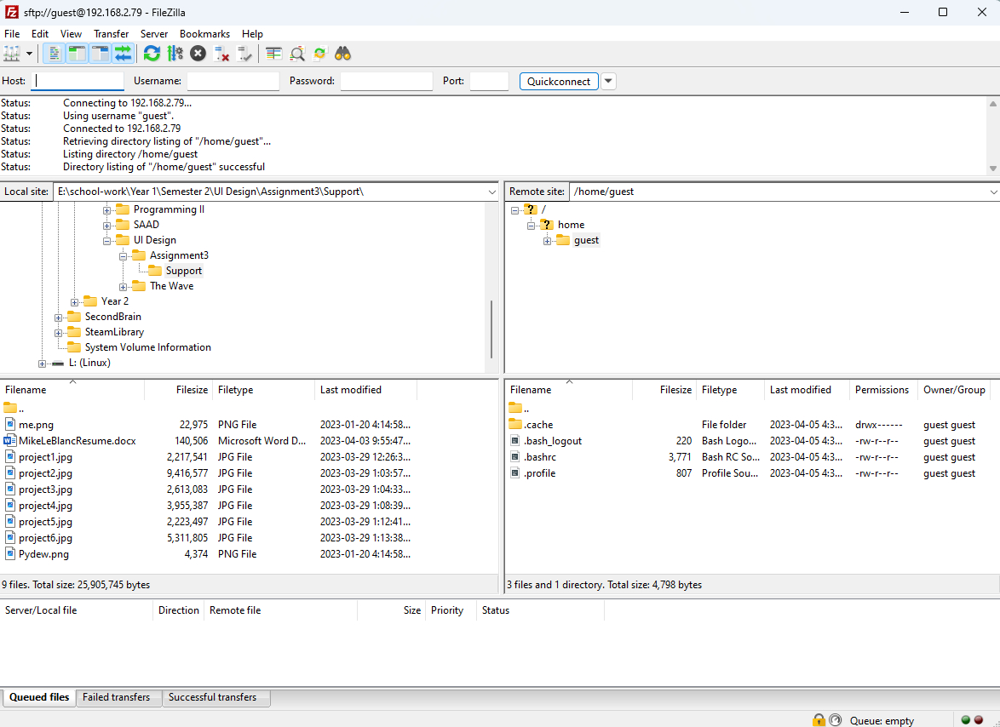 sftp://guest@192.168.2.79 - FileZilla
File Edit View Transfer Server Bookmarks Help
Host: Username: Password: Port: Quickconnect
Status: Connecting to 192.168.2.79...
Status: Using username "guest".
Status: Connected to 192.168.2.79
Status: Retrieving directory listing of "/home/guest"...
Status: Listing directory /home/guest
Status: Directory listing of "/home/guest" successful
Local site: E:\school-work\Year 1\Semester 2\UI Design\Assignment3\Support\
Programming II
SAAD
UI Design
Assignment3
Support
The Wave
Year 2
SecondBrain
SteamLibrary
System Volume Information
L: (Linux)
Remote site: /home/guest
/
home
guest
Filename Filesize Filetype Last modified
..
me.png 22,975 PNG File 2023-01-20 4:14:58...
MikeLeBlancResume.docx 140,506 Microsoft Word D... 2023-04-03 9:55:47...
project1.jpg 2,217,541 JPG File 2023-03-29 12:26:3...
project2.jpg 9,416,577 JPG File 2023-03-29 1:03:57...
project3.jpg 2,613,083 JPG File 2023-03-29 1:04:33...
project4.jpg 3,955,387 JPG File 2023-03-29 1:08:39...
project5.jpg 2,223,497 JPG File 2023-03-29 1:12:41...
project6.jpg 5,311,805 JPG File 2023-03-29 1:13:38...
Pydew.png 4,374 PNG File 2023-01-20 4:14:58...
9 files. Total size: 25,905,745 bytes
Filename Filesize Filetype Last modified Permissions Owner/Group
..
.cache File folder 2023-04-05 4:3... drwx------ guest guest
.bash_logout 220 Bash Logo... 2023-04-05 4:3... -rw-r--r-- guest guest
.bashrc 3,771 Bash RC So... 2023-04-05 4:3... -rw-r--r-- guest guest
.profile 807 Profile Sou... 2023-04-05 4:3... -rw-r--r-- guest guest
3 files and 1 directory. Total size: 4,798 bytes
Server/Local file Direction Remote file Size Priority Status
Queued files Failed transfers Successful transfers
Queue: empty